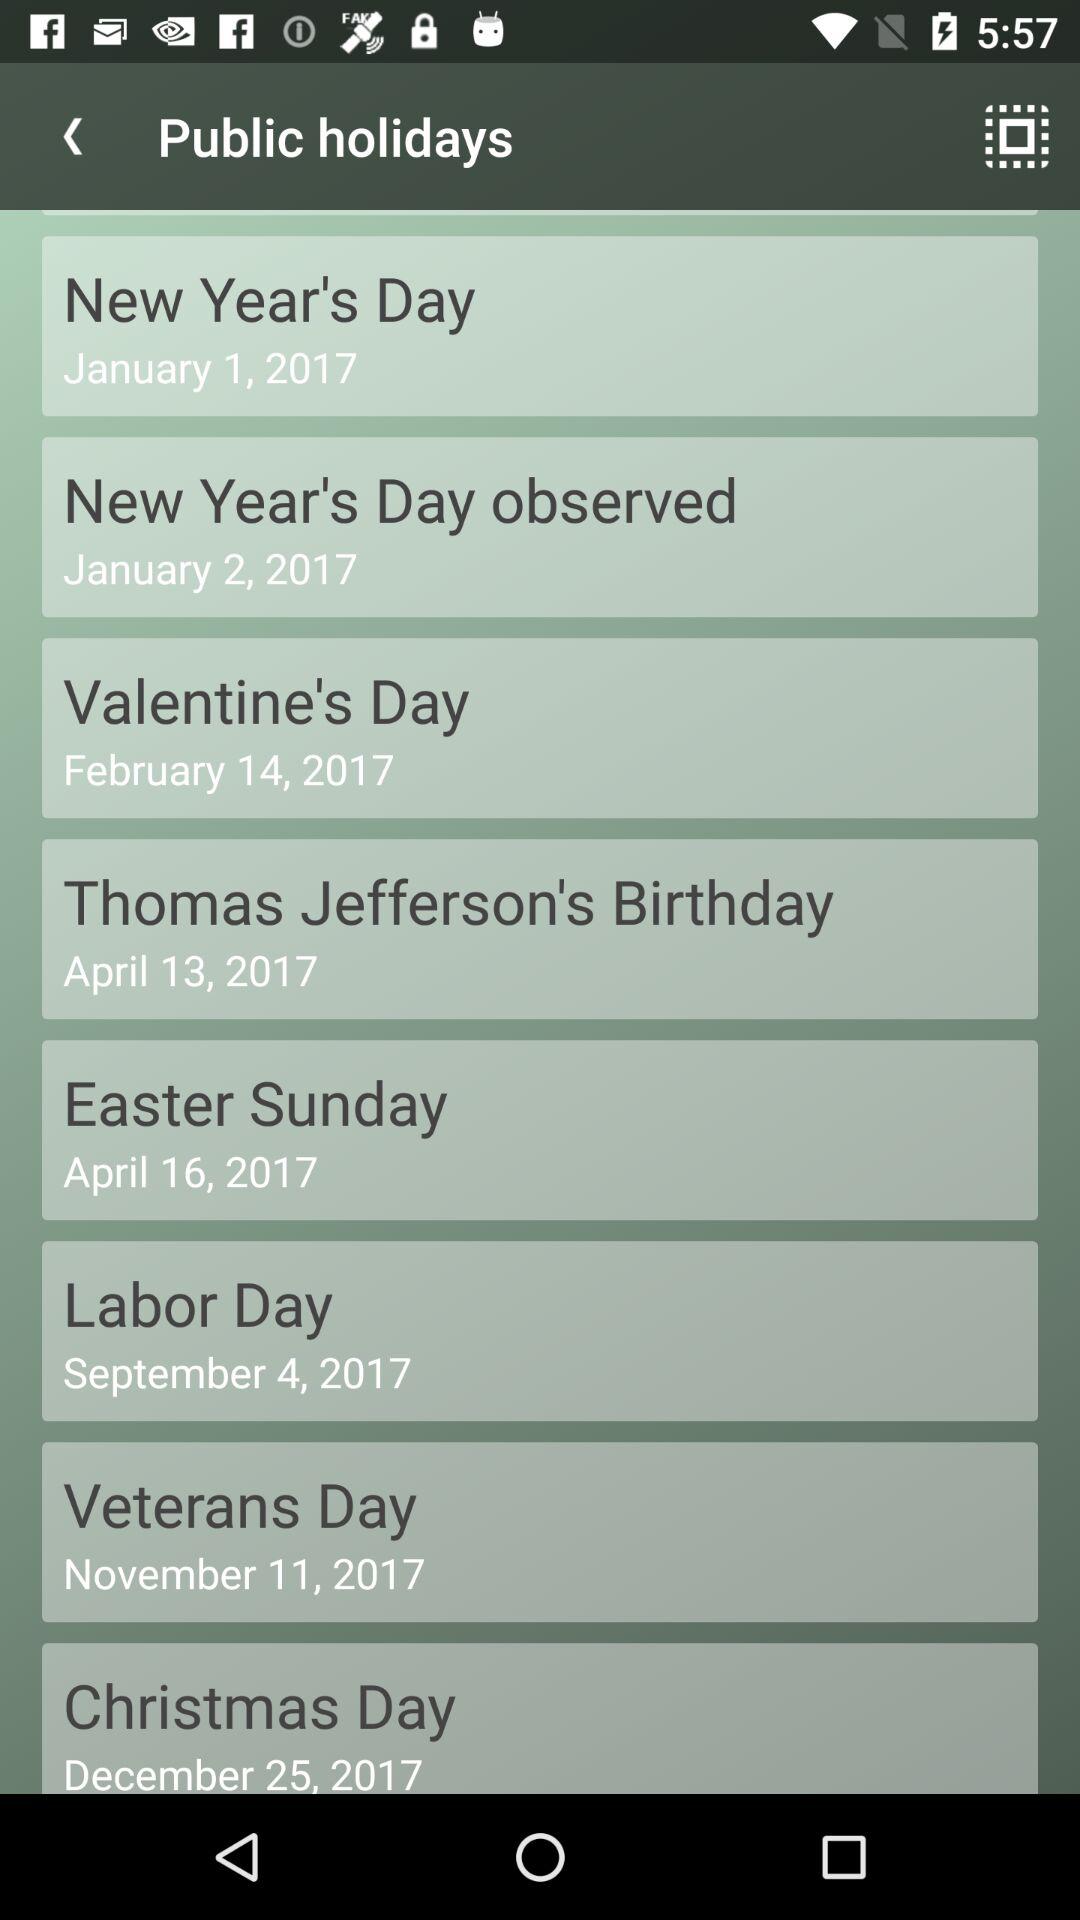 FAKE
5:57
Public holidays
New Year's Day
January 1, 2017
New Year's Day observed
January 2, 2017
Valentine's Day
February 14, 2017
Thomas Jefferson's Birthday
April 13, 2017
Easter Sunday
April 16, 2017
Labor Day
September 4, 2017
Veterans Day
November 11, 2017
Christmas Day
December 25, 2017